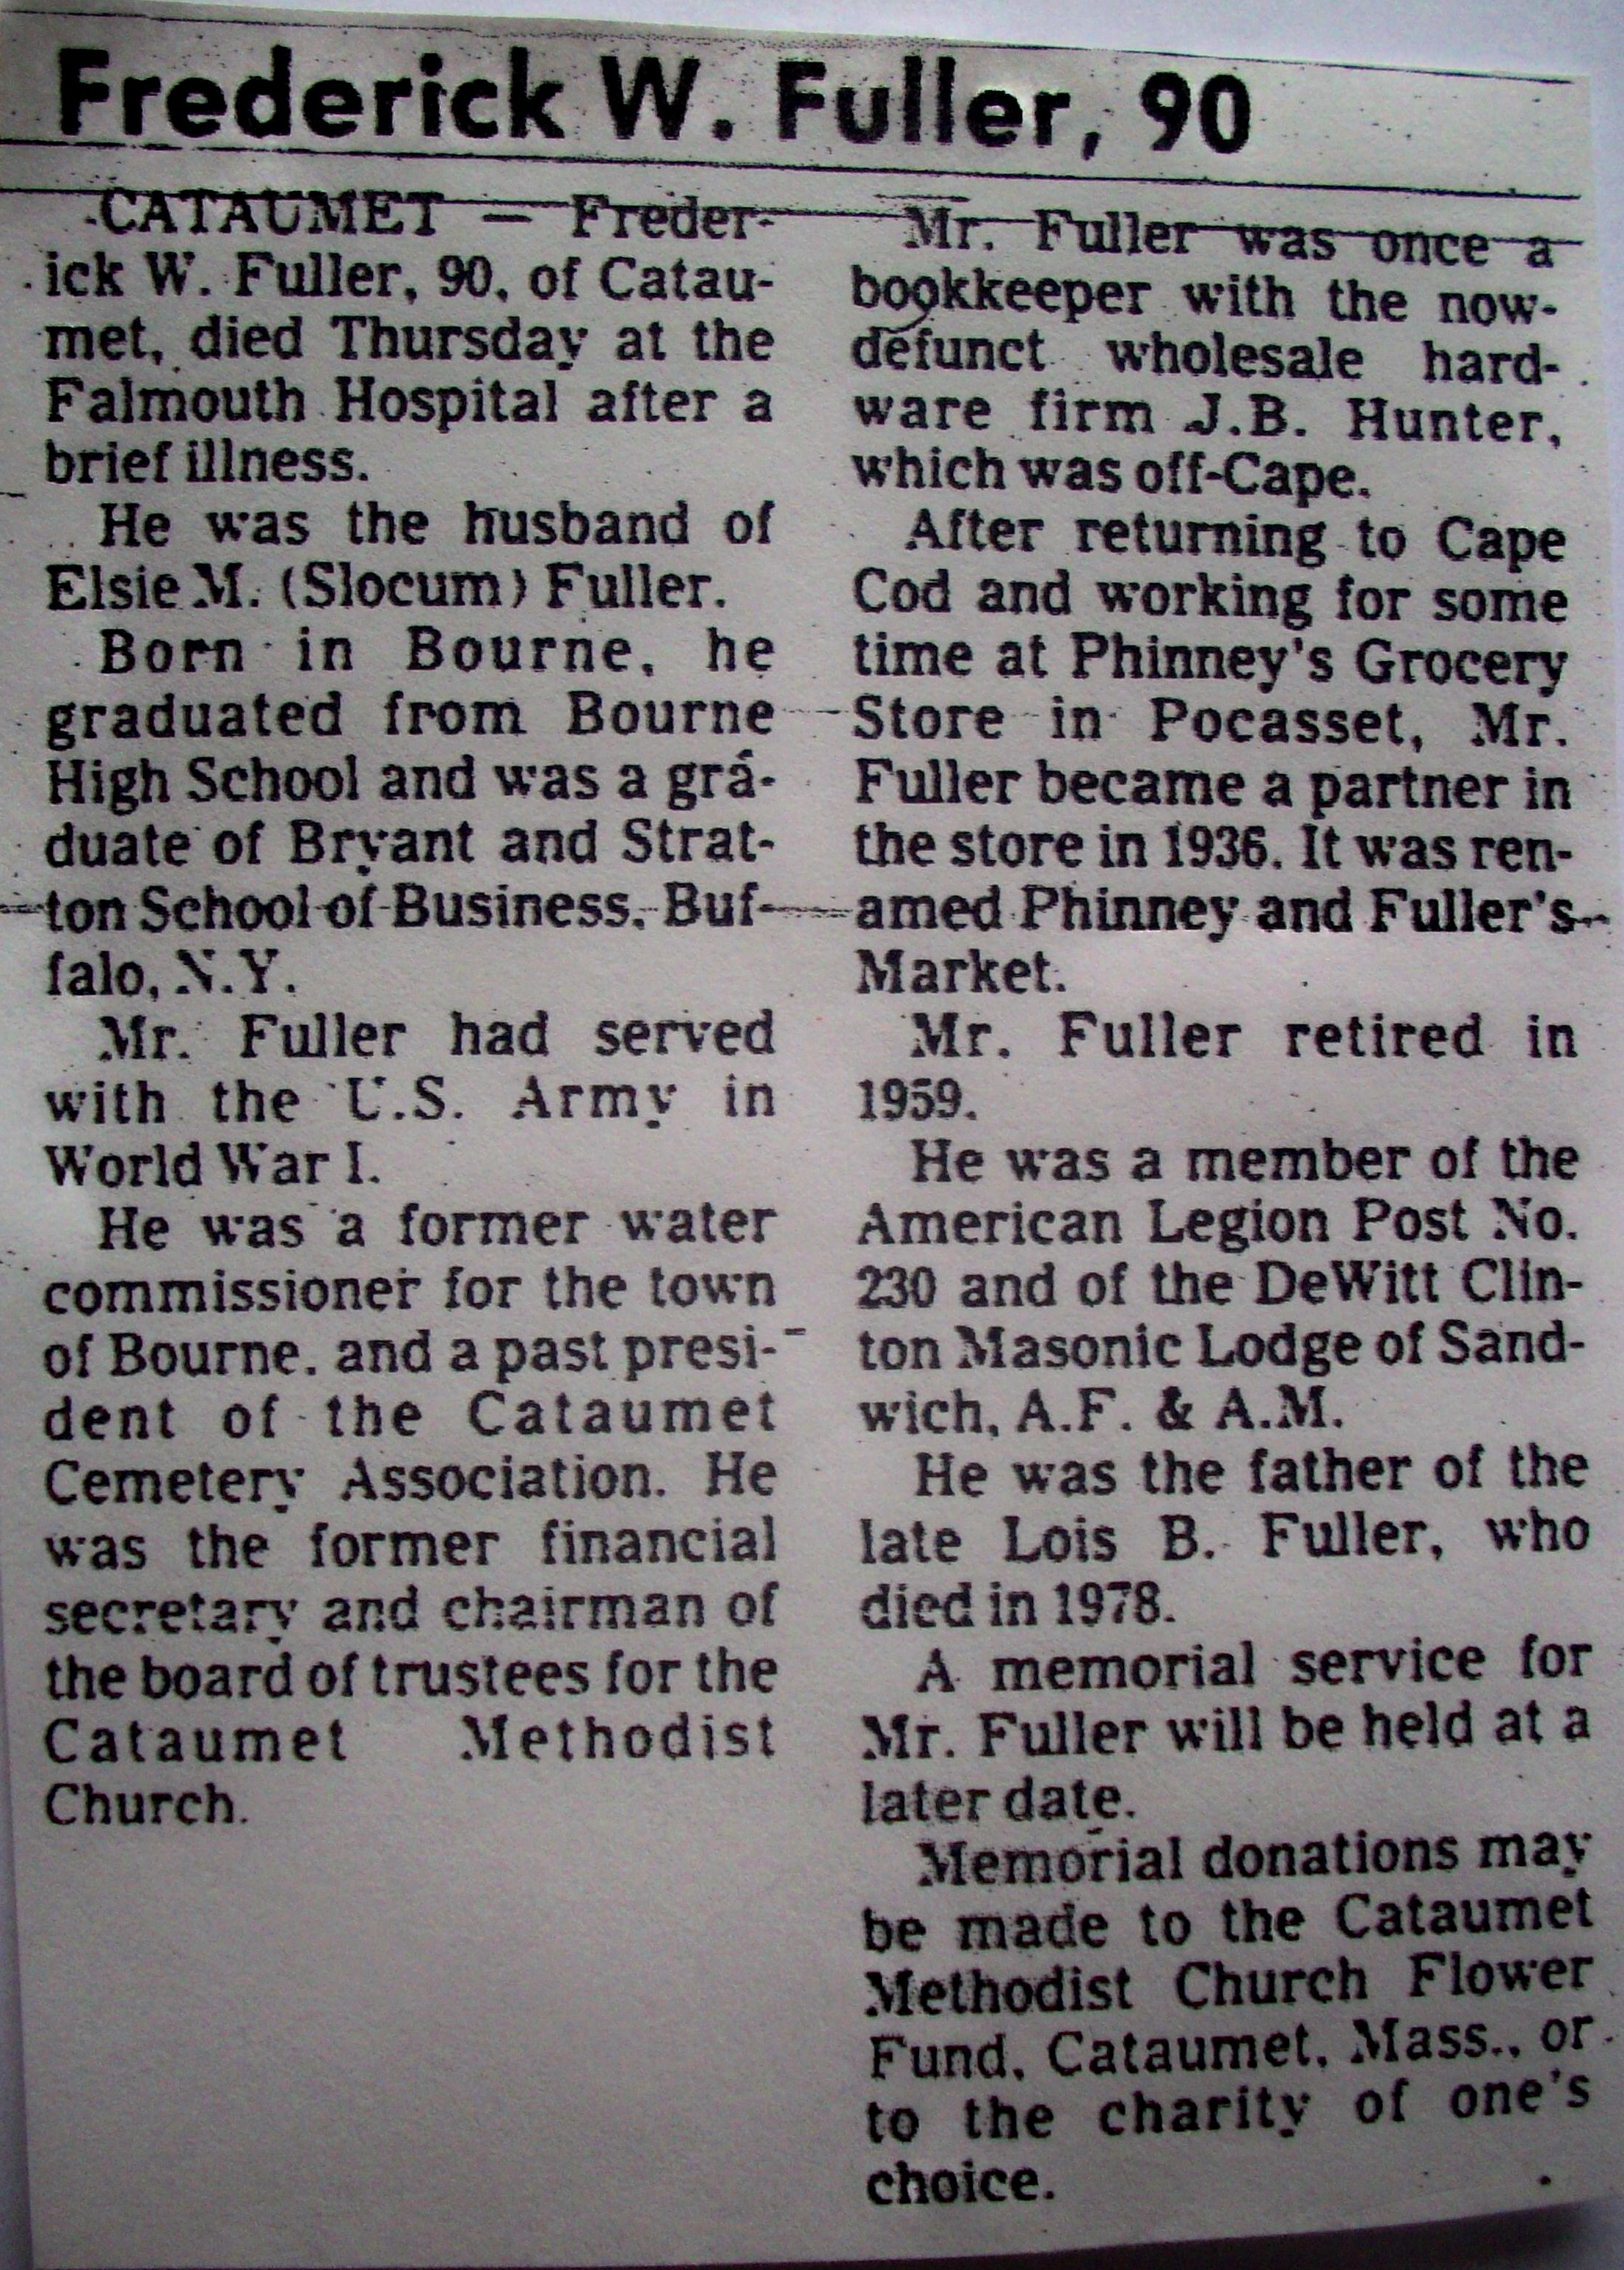 Frederick W. Fuller, 90
CATAUMET — Freder-
ick W. Fuller, 90, of Catau-
met, died Thursday at the
Falmouth Hospital after a
brief illness.
He was the husband of
Elsie M. (Slocum) Fuller.
Born in Bourne, he
graduated from Bourne
High School and was a gra-
duate of Bryant and Strat-
ton School of Business, Buf-
falo, N.Y.
Mr. Fuller had served
with the U.S. Army in
World War I.
He was a former water
commissioner for the town
of Bourne, and a past presi-
dent of the Cataumet
Cemetery Association. He
was the former financial
secretary and chairman of
the board of trustees for the
Cataumet Methodist
Church.
Mr. Fuller was once a
bookkeeper with the now-
defunct wholesale hard-
ware firm J.B. Hunter,
which was off-Cape.
After returning to Cape
Cod and working for some
time at Phinney's Grocery
Store in Pocasset, Mr.
Fuller became a partner in
the store in 1936. It was ren-
amed Phinney and Fuller's
Market.
Mr. Fuller retired in
1959.
He was a member of the
American Legion Post No.
230 and of the DeWitt Clin-
ton Masonic Lodge of Sand-
wich, A.F. & A.M.
He was the father of the
late Lois B. Fuller, who
died in 1978.
A memorial service for
Mr. Fuller will be held at a
later date.
Memorial donations may
be made to the Cataumet
Methodist Church Flower
Fund, Cataumet, Mass., or
to the charity of one's
choice.